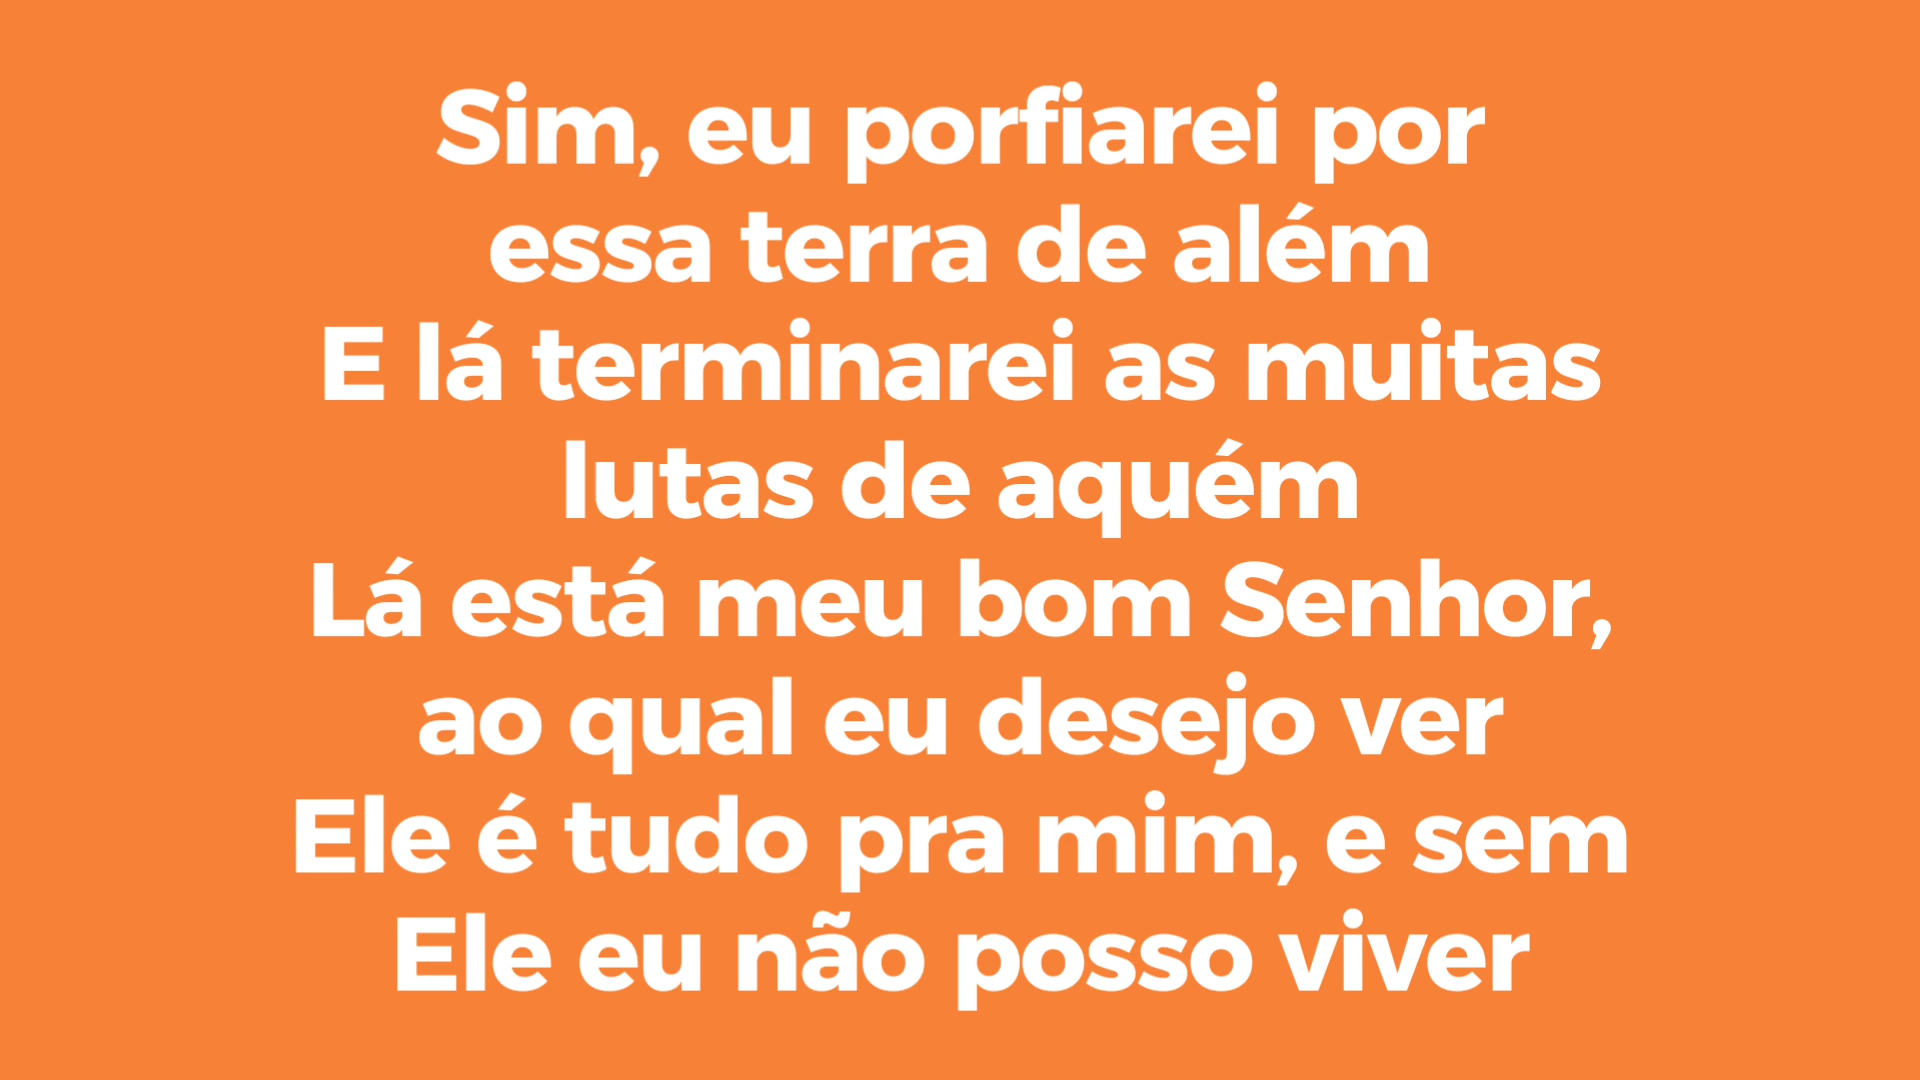 Sim, eu porfiarei por
essa terra de além
E lá terminarei as muitas
lutas de aquém
Lá está meu bom Senhor,
ao qual eu desejo ver
Ele é tudo pra mim, e sem
Ele eu não posso viver